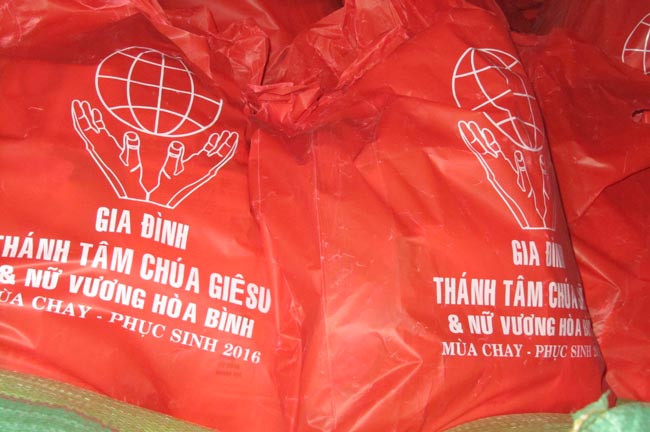 GIA ĐÌNH
THÁNH TÂM CHÚA GIÊSU
& NỮ VƯƠNG HÒA BÌNH
MÙA CHAY - PHỤC SINH 2016
GIA ĐÌNH
THÁNH TÂM CHÚA
& NỮ VƯƠNG HÒA
MÙA CHAY - PHỤC SINH